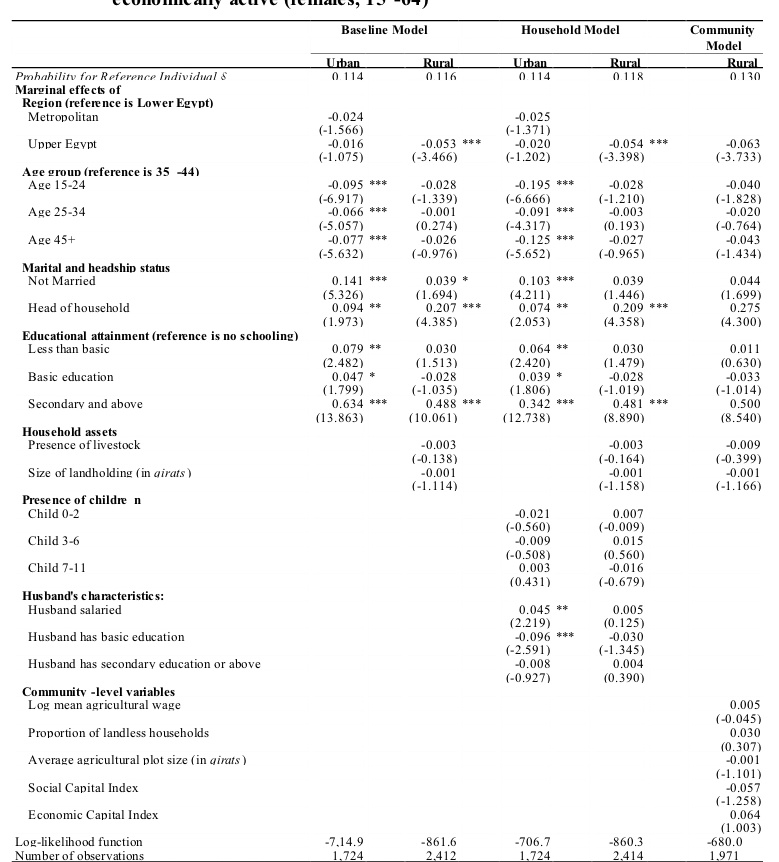 economically active (females, 15 -64)
Baseline Model Household Model Community
Model
Urban Rural Urban Rural Rural
Probability for Reference Individual § 0.114 0.116 0.114 0.118 0.130
Marginal effects of
Region (reference is Lower Egypt)
Metropolitan -0.024 -0.025
(-1.566) (-1.371)
Upper Egypt -0.016 -0.053 *** -0.020 -0.054 *** -0.063
(-1.075) (-3.466) (-1.202) (-3.398) (-3.733)
Age group (reference is 35 -44)
Age 15-24 -0.095 *** -0.028 -0.195 *** -0.028 -0.040
(-6.917) (-1.339) (-6.666) (-1.210) (-1.828)
Age 25-34 -0.066 *** -0.001 -0.091 *** -0.003 -0.020
(-5.057) (0.274) (-4.317) (0.193) (-0.764)
Age 45+ -0.077 *** -0.026 -0.125 *** -0.027 -0.043
(-5.632) (-0.976) (-5.652) (-0.965) (-1.434)
Marital and headship status
Not Married 0.141 *** 0.039 * 0.103 *** 0.039 0.044
(5.326) (1.694) (4.211) (1.446) (1.699)
Head of household 0.094 ** 0.207 *** 0.074 ** 0.209 *** 0.275
(1.973) (4.385) (2.053) (4.358) (4.300)
Educational attainment (reference is no schooling)
Less than basic 0.079 ** 0.030 0.064 ** 0.030 0.011
(2.482) (1.513) (2.420) (1.479) (0.630)
Basic education 0.047 * -0.028 0.039 * -0.028 -0.033
(1.799) (-1.035) (1.806) (-1.019) (-1.014)
Secondary and above 0.634 *** 0.488 *** 0.342 *** 0.481 *** 0.500
(13.863) (10.061) (12.738) (8.890) (8.540)
Household assets
Presence of livestock -0.003 -0.003 -0.009
(-0.138) (-0.164) (-0.399)
Size of landholding (in qirats) -0.001 -0.001 -0.001
(-1.114) (-1.158) (-1.166)
Presence of childre n
Child 0-2 -0.021 0.007
(-0.560) (-0.009)
Child 3-6 -0.009 0.015
(-0.508) (0.560)
Child 7-11 0.003 -0.016
(0.431) (-0.679)
Husband's characteristics:
Husband salaried 0.045 ** 0.005
(2.219) (0.125)
Husband has basic education -0.096 *** -0.030
(-2.591) (-1.345)
Husband has secondary education or above -0.008 0.004
(-0.927) (0.390)
Community -level variables
Log mean agricultural wage 0.005
(-0.045)
Proportion of landless households 0.030
(0.307)
Average agricultural plot size (in qirats) -0.001
(-1.101)
Social Capital Index -0.057
(-1.258)
Economic Capital Index 0.064
(1.003)
Log-likelihood function -7,14.9 -861.6 -706.7 -860.3 -680.0
Number of observations 1,724 2,412 1,724 2,414 1,971